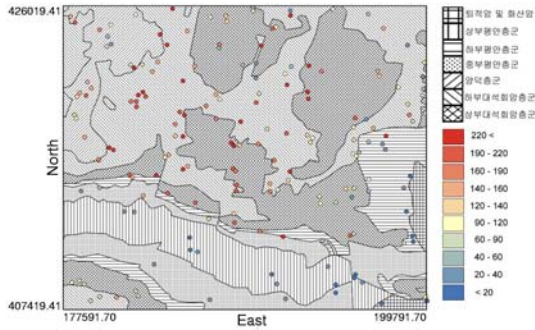 426019.41
North
407419.41
177591.70
East
199791.70
퇴적암 및 화산암
상부평안층군
하부평안층군
중부평안층군
양덕층군
하부대석회암층군
상부대석회암층군
220 <
190 - 220
160 - 190
140 - 160
120 - 140
90 - 120
60 - 90
40 - 60
20 - 40
< 20